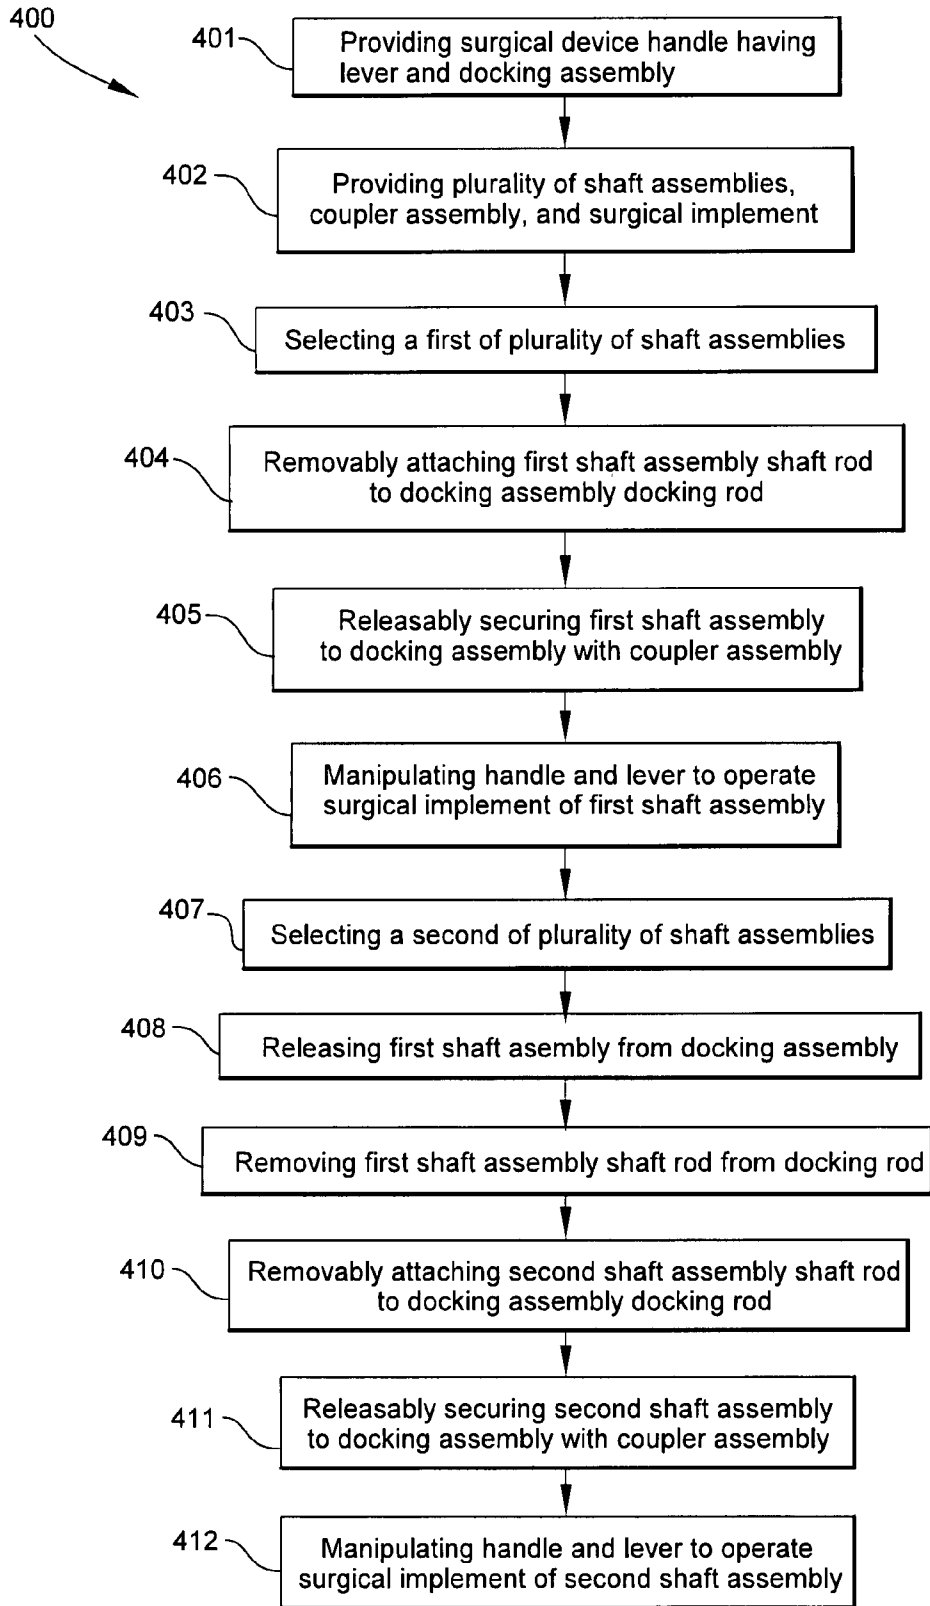 400
401
Providing surgical device handle having
lever and docking assembly
402
Providing plurality of shaft assemblies,
coupler assembly, and surgical implement
403
Selecting a first of plurality of shaft assemblies
404
Removably attaching first shaft assembly shaft rod
to docking assembly docking rod
405
Releasably securing first shaft assembly
to docking assembly with coupler assembly
406
Manipulating handle and lever to operate
surgical implement of first shaft assembly
407
Selecting a second of plurality of shaft assemblies
408
Releasing first shaft asembly from docking assembly
409
Removing first shaft assembly shaft rod from docking rod
410
Removably attaching second shaft assembly shaft rod
to docking assembly docking rod
411
Releasably securing second shaft assembly
to docking assembly with coupler assembly
412
Manipulating handle and lever to operate
surgical implement of second shaft assembly